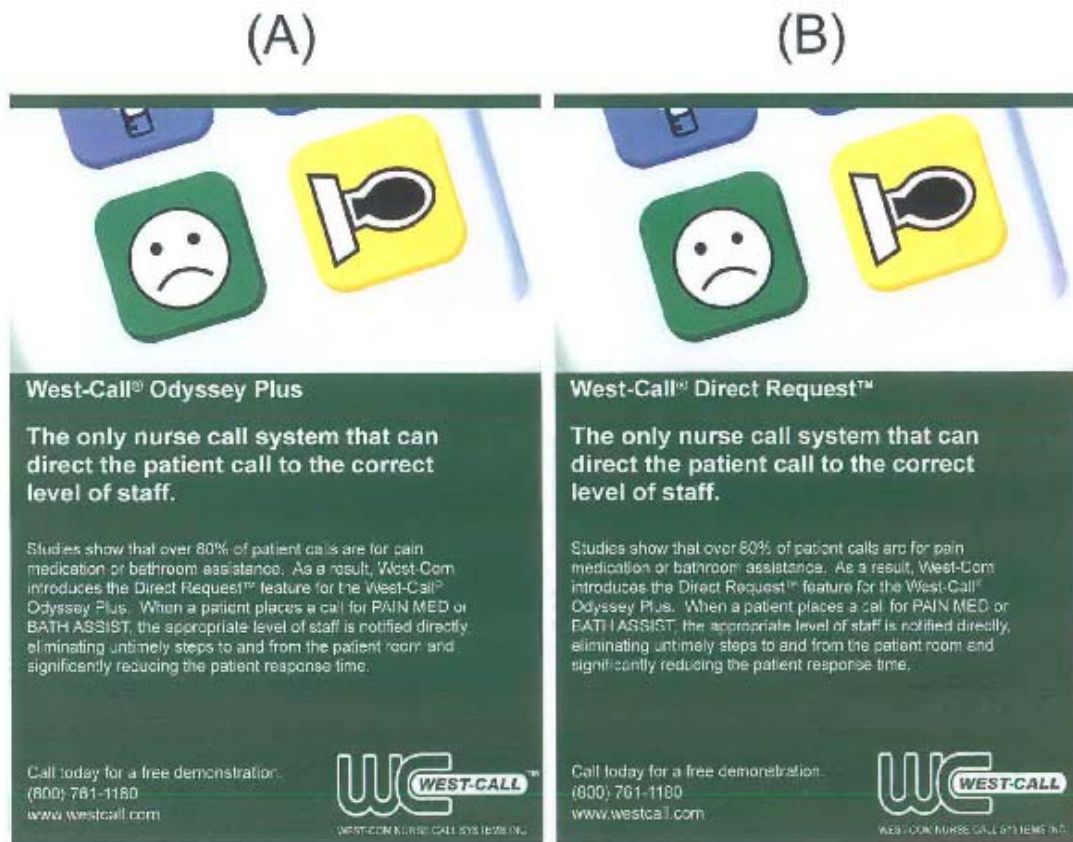 (A)
West-Call® Odyssey Plus
The only nurse call system that can
direct the patient call to the correct
level of staff.
Studies show that over 80% of patient calls are for pain
medication or bathroom assistance. As a result, West-Com
introduces the Direct Request™ feature for the West-Call®
Odyssey Plus. When a patient places a call for PAIN MED or
BATH ASSIST, the appropriate level of staff is notified directly
eliminating untimely steps to and from the patient room and
significantly reducing the patient response time.
Call today for a free demonstration.
(800) 761-1180
www.westcall.com
WC WEST-CALL™
WEST-COM NURSE CALL SYSTEMS INC.
(B)
West-Call® Direct Request™
The only nurse call system that can
direct the patient call to the correct
level of staff.
Studies show that over 80% of patient calls are for pain
medication or bathroom assistance. As a result, West-Com
introduces the Direct Request™ feature for the West-Call®
Odyssey Plus. When a patient places a call for PAIN MED or
BATH ASSIST, the appropriate level of staff is notified directly,
eliminating untimely steps to and from the patient room and
significantly reducing the patient response time.
Call today for a free demonstration.
(800) 761-1180
www.westcall.com
WC WEST-CALL
WEST-COM NURSE CALL SYSTEMS INC.